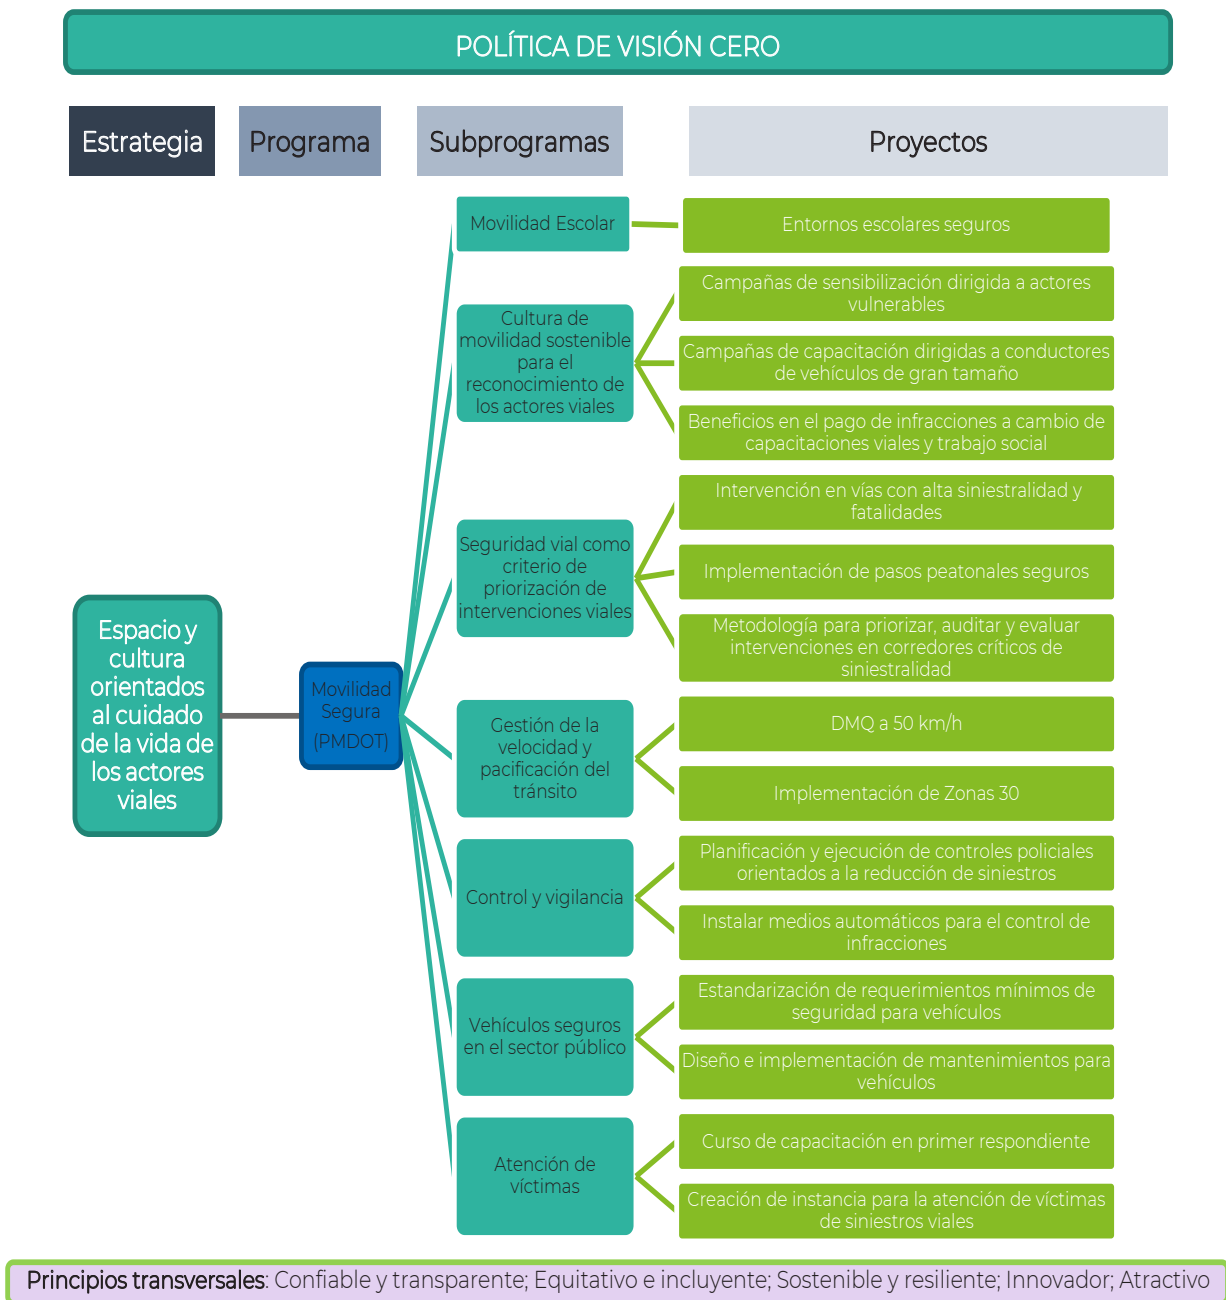 POLÍTICA DE VISIÓN CERO
Estrategia
Programa
Subprogramas
Proyectos
Espacio y
cultura
orientados
al cuidado
de la vida de
los actores
viales
Movilidad
Segura
(PMDOT)
Movilidad Escolar
Entornos escolares seguros
Cultura de
movilidad sostenible
para el
reconocimiento de
los actores viales
Campañas de sensibilización dirigida a actores
vulnerables
Campañas de capacitación dirigidas a conductores
de vehículos de gran tamaño
Beneficios en el pago de infracciones a cambio de
capacitaciones viales y trabajo social
Seguridad vial como
criterio de
priorización de
intervenciones viales
Intervención en vías con alta siniestralidad y
fatalidades
Implementación de pasos peatonales seguros
Metodología para priorizar, auditar y evaluar
intervenciones en corredores críticos de
siniestralidad
Gestión de la
velocidad y
pacificación del
tránsito
DMQ a 50 km/h
Implementación de Zonas 30
Control y vigilancia
Planificación y ejecución de controles policiales
orientados a la reducción de siniestros
Instalar medios automáticos para el control de
infracciones
Vehículos seguros
en el sector público
Estandarización de requerimientos mínimos de
seguridad para vehículos
Diseño e implementación de mantenimientos para
vehículos
Atención de
víctimas
Curso de capacitación en primer respondiente
Creación de instancia para la atención de víctimas
de siniestros viales
Principios transversales: Confiable y transparente; Equitativo e incluyente; Sostenible y resiliente; Innovador; Atractivo